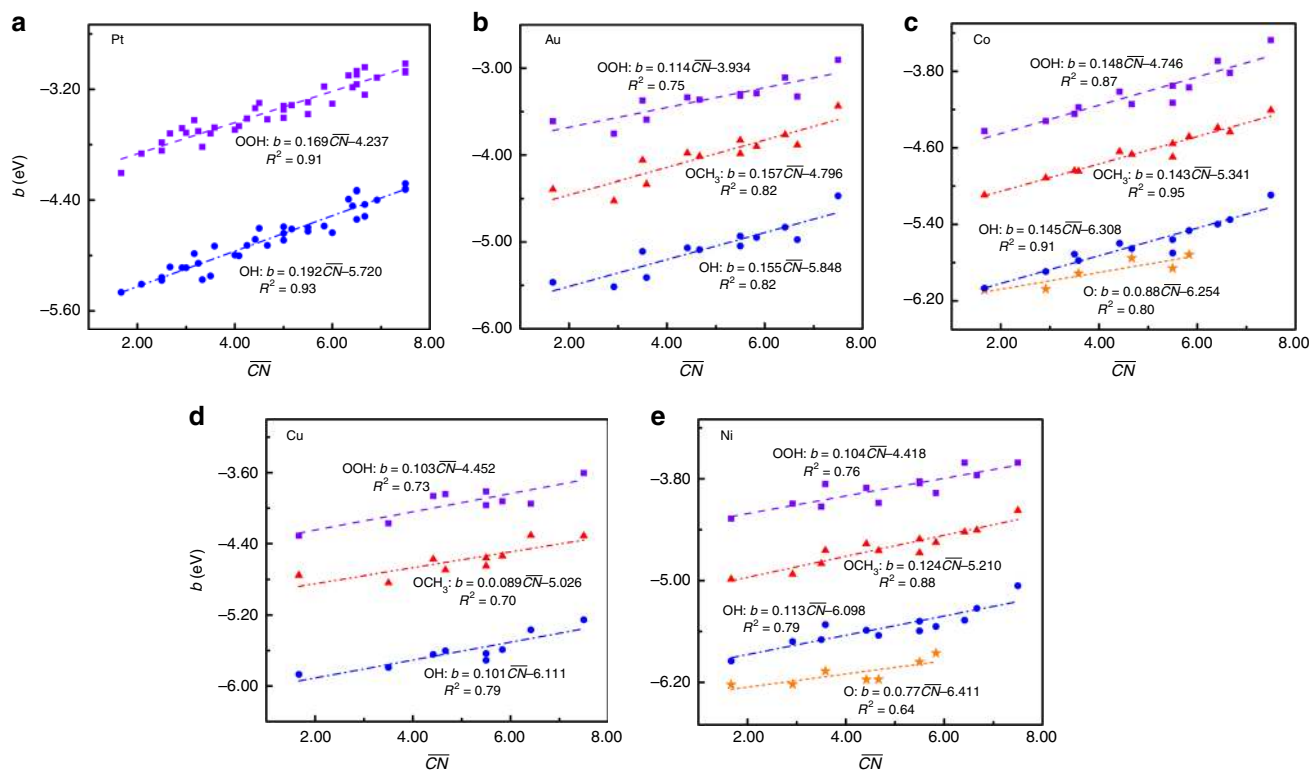 a
Pt
−3.20
−4.40
−5.60
b (eV)
2.00 4.00 6.00 8.00
C̅N̅
OOH: b = 0.169C̅N̅–4.237
R² = 0.91
OH: b = 0.192C̅N̅–5.720
R² = 0.93
b
Au
−3.00
−4.00
−5.00
−6.00
2.00 4.00 6.00 8.00
C̅N̅
OOH: b = 0.114C̅N̅–3.934
R² = 0.75
OCH₃: b = 0.157C̅N̅–4.796
R² = 0.82
OH: b = 0.155C̅N̅–5.848
R² = 0.82
c
Co
−3.80
−4.60
−5.40
−6.20
2.00 4.00 6.00 8.00
C̅N̅
OOH: b = 0.148C̅N̅–4.746
R² = 0.87
OCH₃: b = 0.143C̅N̅–5.341
R² = 0.95
OH: b = 0.145C̅N̅–6.308
R² = 0.91
O: b = 0.0.88C̅N̅–6.254
R² = 0.80
d
Cu
−3.60
−4.40
−5.20
−6.00
b (eV)
2.00 4.00 6.00 8.00
C̅N̅
OOH: b = 0.103C̅N̅–4.452
R² = 0.73
OCH₃: b = 0.0.089C̅N̅–5.026
R² = 0.70
OH: b = 0.101C̅N̅–6.111
R² = 0.79
e
Ni
−3.80
−5.00
−6.20
2.00 4.00 6.00 8.00
C̅N̅
OOH: b = 0.104C̅N̅–4.418
R² = 0.76
OCH₃: b = 0.124C̅N̅–5.210
R² = 0.88
OH: b = 0.113C̅N̅–6.098
R² = 0.79
O: b = 0.0.77C̅N̅–6.411
R² = 0.64